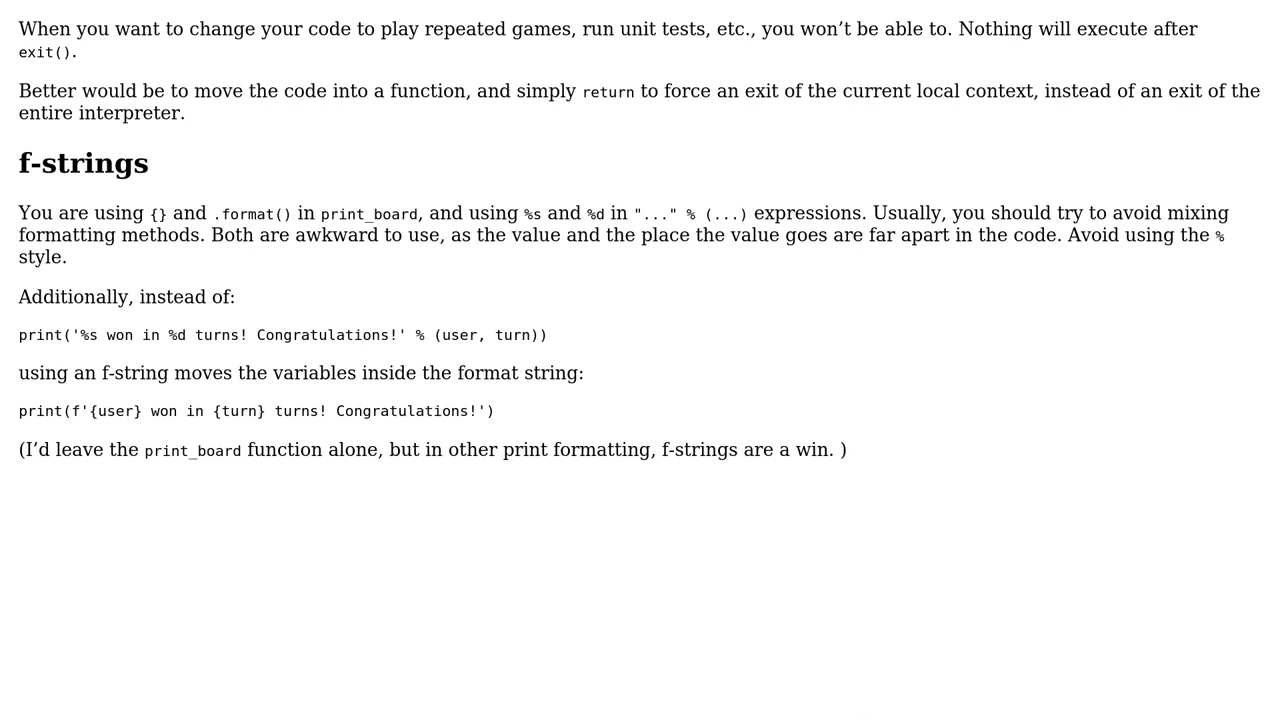 When you want to change your code to play repeated games, run unit tests, etc., you won’t be able to. Nothing will execute after
exit().
Better would be to move the code into a function, and simply return to force an exit of the current local context, instead of an exit of the
entire interpreter.
f-strings
You are using {} and .format() in print_board, and using %s and %d in "..." % (...) expressions. Usually, you should try to avoid mixing
formatting methods. Both are awkward to use, as the value and the place the value goes are far apart in the code. Avoid using the %
style.
Additionally, instead of:
print('%s won in %d turns! Congratulations!' % (user, turn))
using an f-string moves the variables inside the format string:
print(f'{user} won in {turn} turns! Congratulations!')
(I’d leave the print_board function alone, but in other print formatting, f-strings are a win. )